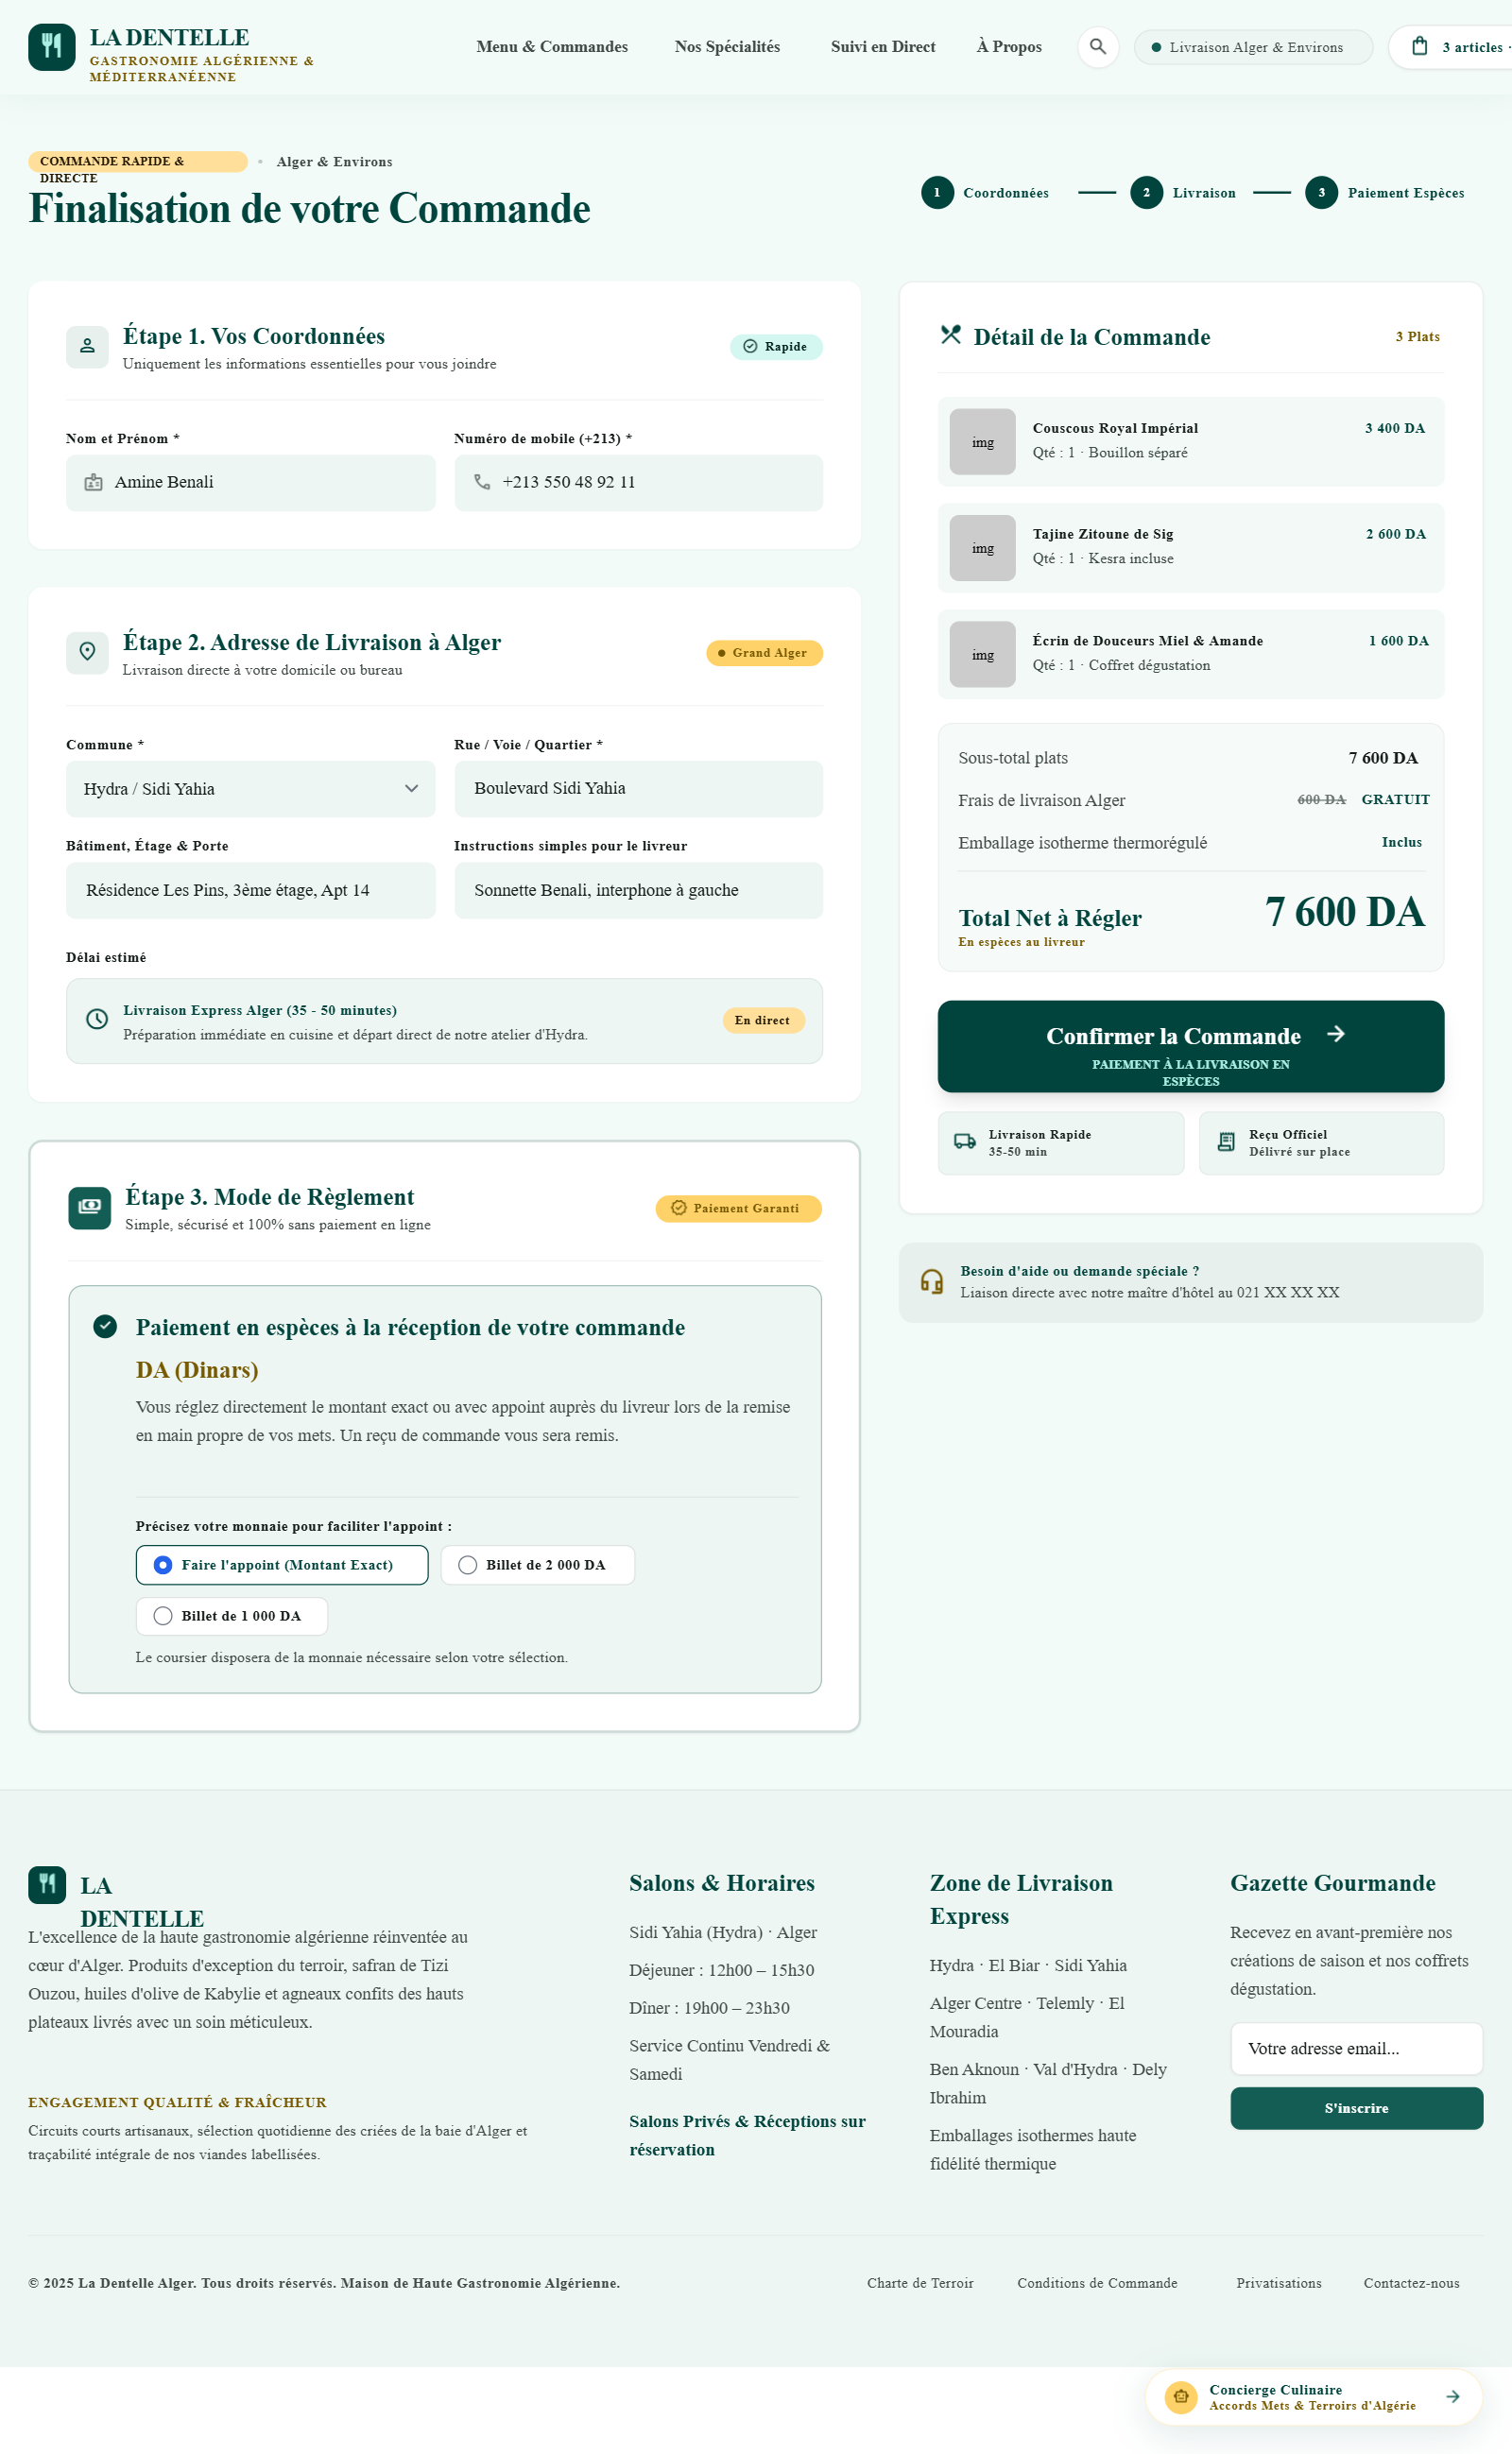 LA DENTELLE
GASTRONOMIE ALGÉRIENNE &
MÉDITERRANÉENNE
Menu & Commandes
Nos Spécialités
Suivi en Direct
À Propos
Livraison Alger & Environs
3 articles ·
COMMANDE RAPIDE &
DIRECTE
• Alger & Environs
Finalisation de votre Commande
1 Coordonnées
2 Livraison
3 Paiement Espèces
Étape 1. Vos Coordonnées
Uniquement les informations essentielles pour vous joindre
Rapide
Nom et Prénom *
Numéro de mobile (+213) *
Amine Benali
+213 550 48 92 11
Étape 2. Adresse de Livraison à Alger
Livraison directe à votre domicile ou bureau
Grand Alger
Commune *
Rue / Voie / Quartier *
Hydra / Sidi Yahia
Boulevard Sidi Yahia
Bâtiment, Étage & Porte
Instructions simples pour le livreur
Résidence Les Pins, 3ème étage, Apt 14
Sonnette Benali, interphone à gauche
Délai estimé
Livraison Express Alger (35 - 50 minutes)
Préparation immédiate en cuisine et départ direct de notre atelier d'Hydra.
En direct
Étape 3. Mode de Règlement
Simple, sécurisé et 100% sans paiement en ligne
Paiement Garanti
Paiement en espèces à la réception de votre commande
DA (Dinars)
Vous réglez directement le montant exact ou avec appoint auprès du livreur lors de la remise
en main propre de vos mets. Un reçu de commande vous sera remis.
Précisez votre monnaie pour faciliter l'appoint :
Faire l'appoint (Montant Exact)
Billet de 2 000 DA
Billet de 1 000 DA
Le coursier disposera de la monnaie nécessaire selon votre sélection.
Détail de la Commande
3 Plats
img
Couscous Royal Impérial
3 400 DA
Qté : 1 · Bouillon séparé
img
Tajine Zitoune de Sig
2 600 DA
Qté : 1 · Kesra incluse
img
Écrin de Douceurs Miel & Amande
1 600 DA
Qté : 1 · Coffret dégustation
Sous-total plats
7 600 DA
Frais de livraison Alger
600 DA GRATUIT
Emballage isotherme thermorégulé
Inclus
Total Net à Régler
7 600 DA
En espèces au livreur
Confirmer la Commande
PAIEMENT À LA LIVRAISON EN
ESPÈCES
Livraison Rapide
35-50 min
Reçu Officiel
Délivré sur place
Besoin d'aide ou demande spéciale ?
Liaison directe avec notre maître d'hôtel au 021 XX XX XX
LA
DENTELLE
L'excellence de la haute gastronomie algérienne réinventée au
cœur d'Alger. Produits d'exception du terroir, safran de Tizi
Ouzou, huiles d'olive de Kabylie et agneaux confits des hauts
plateaux livrés avec un soin méticuleux.
ENGAGEMENT QUALITÉ & FRAÎCHEUR
Circuits courts artisanaux, sélection quotidienne des criées de la baie d'Alger et
traçabilité intégrale de nos viandes labellisées.
Salons & Horaires
Sidi Yahia (Hydra) · Alger
Déjeuner : 12h00 – 15h30
Dîner : 19h00 – 23h30
Service Continu Vendredi &
Samedi
Salons Privés & Réceptions sur
réservation
Zone de Livraison
Express
Hydra · El Biar · Sidi Yahia
Alger Centre · Telemly · El
Mouradia
Ben Aknoun · Val d'Hydra · Dely
Ibrahim
Emballages isothermes haute
fidélité thermique
Gazette Gourmande
Recevez en avant-première nos
créations de saison et nos coffrets
dégustation.
Votre adresse email...
S'inscrire
© 2025 La Dentelle Alger. Tous droits réservés. Maison de Haute Gastronomie Algérienne.
Charte de Terroir
Conditions de Commande
Privatisations
Contactez-nous
Concierge Culinaire
Accords Mets & Terroirs d'Algérie